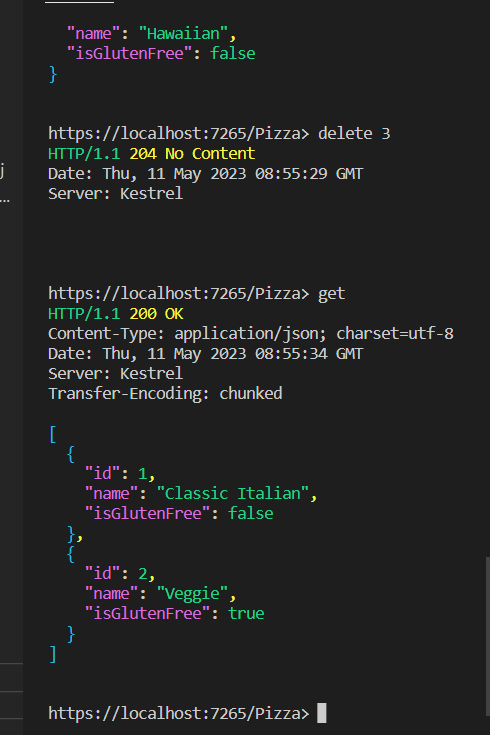 "name": "Hawaiian",
"isGlutenFree": false
}
https://localhost:7265/Pizza> delete 3
HTTP/1.1 204 No Content
Date: Thu, 11 May 2023 08:55:29 GMT
Server: Kestrel
https://localhost:7265/Pizza> get
HTTP/1.1 200 OK
Content-Type: application/json; charset=utf-8
Date: Thu, 11 May 2023 08:55:34 GMT
Server: Kestrel
Transfer-Encoding: chunked
[
{
"id": 1,
"name": "Classic Italian",
"isGlutenFree": false
},
{
"id": 2,
"name": "Veggie",
"isGlutenFree": true
}
]
https://localhost:7265/Pizza>
j
...